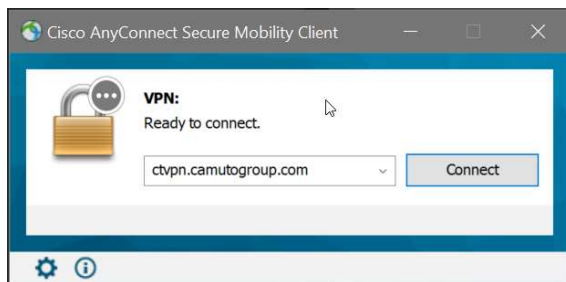 Cisco AnyConnect Secure Mobility Client
VPN:
Ready to connect.
ctvpn.camutogroup.com
Connect